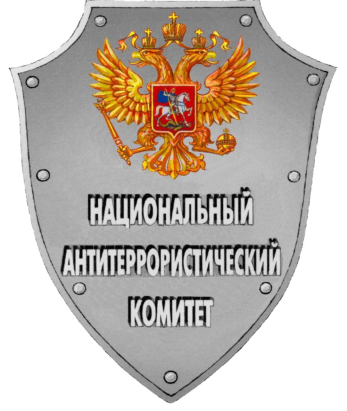 НАЦИОНАЛЬНЫЙ
АНТИТЕРРОРИСТИЧЕСКИЙ
КОМИТЕТ